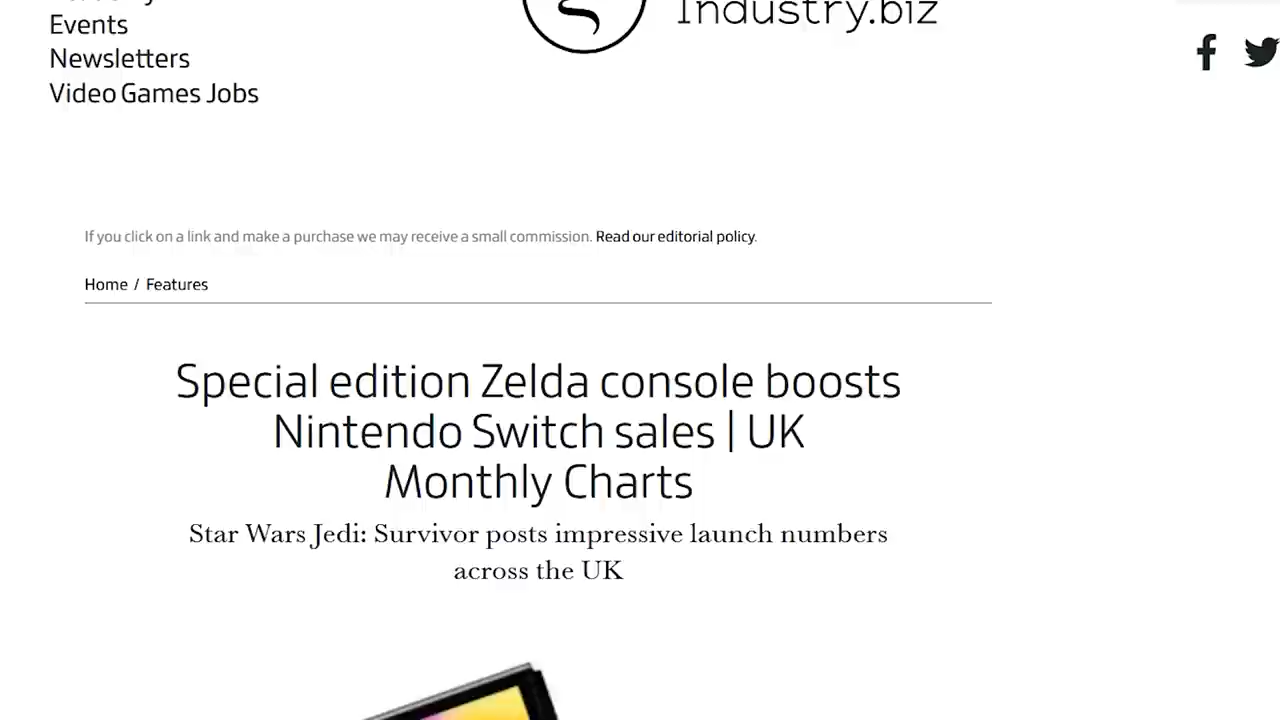 Events
Industry.biz
Newsletters
Video Games Jobs
If you click on a link and make a purchase we may receive a small commission. Read our editorial policy.
Home / Features
Special edition Zelda console boosts
Nintendo Switch sales | UK
Monthly Charts
Star Wars Jedi: Survivor posts impressive launch numbers
across the UK